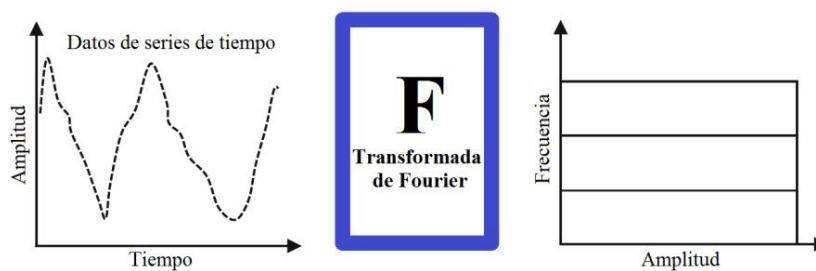 Datos de series de tiempo
Amplitud
Tiempo
F
Transformada
de Fourier
Frecuencia
Amplitud